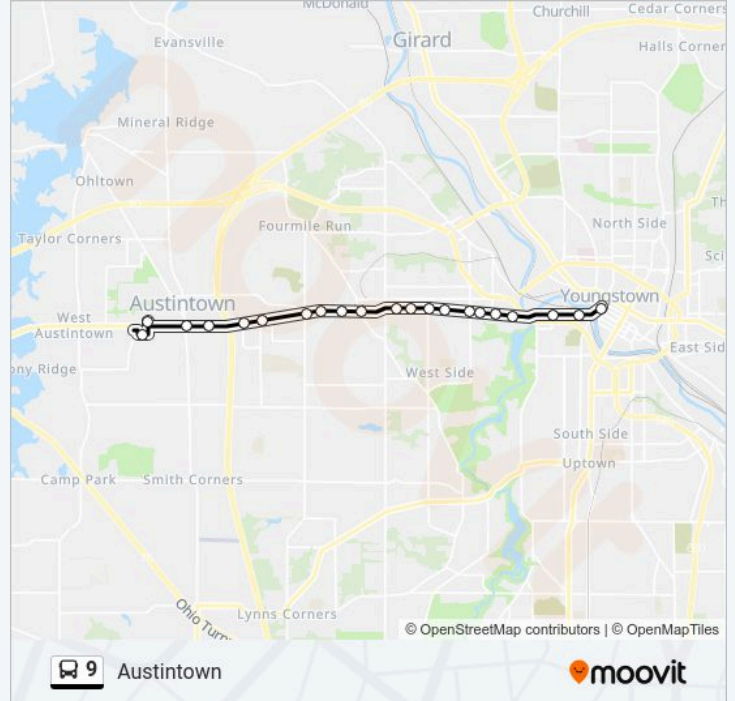 McDonald
Churchill
Cedar Corners
Evansville
Girard
Halls Corner
Mineral Ridge
Ohltown
Fourmile Run
North Side
Taylor Corners
Austintown
Youngstown
West
Austintown
East Sid
ony Ridge
West Side
South Side
Uptown
Camp Park
Smith Corners
Ohio Turn
Lynns Corners
© OpenStreetMap contributors | © OpenMapTiles
9
Austintown
moovit